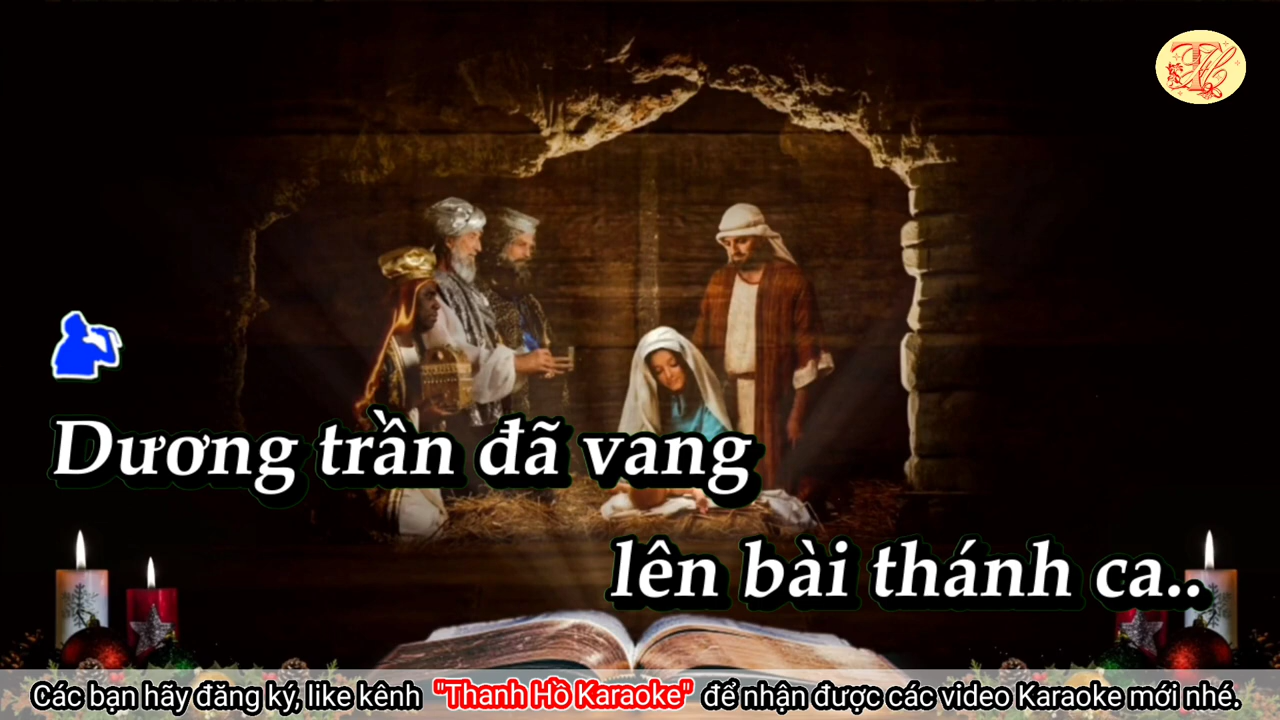 Dương trần đã vang
lên bài thánh ca..
Các bạn hãy đăng ký, like kênh "Thanh Hồ Karaoke" để nhận được các video Karaoke mới nhé.